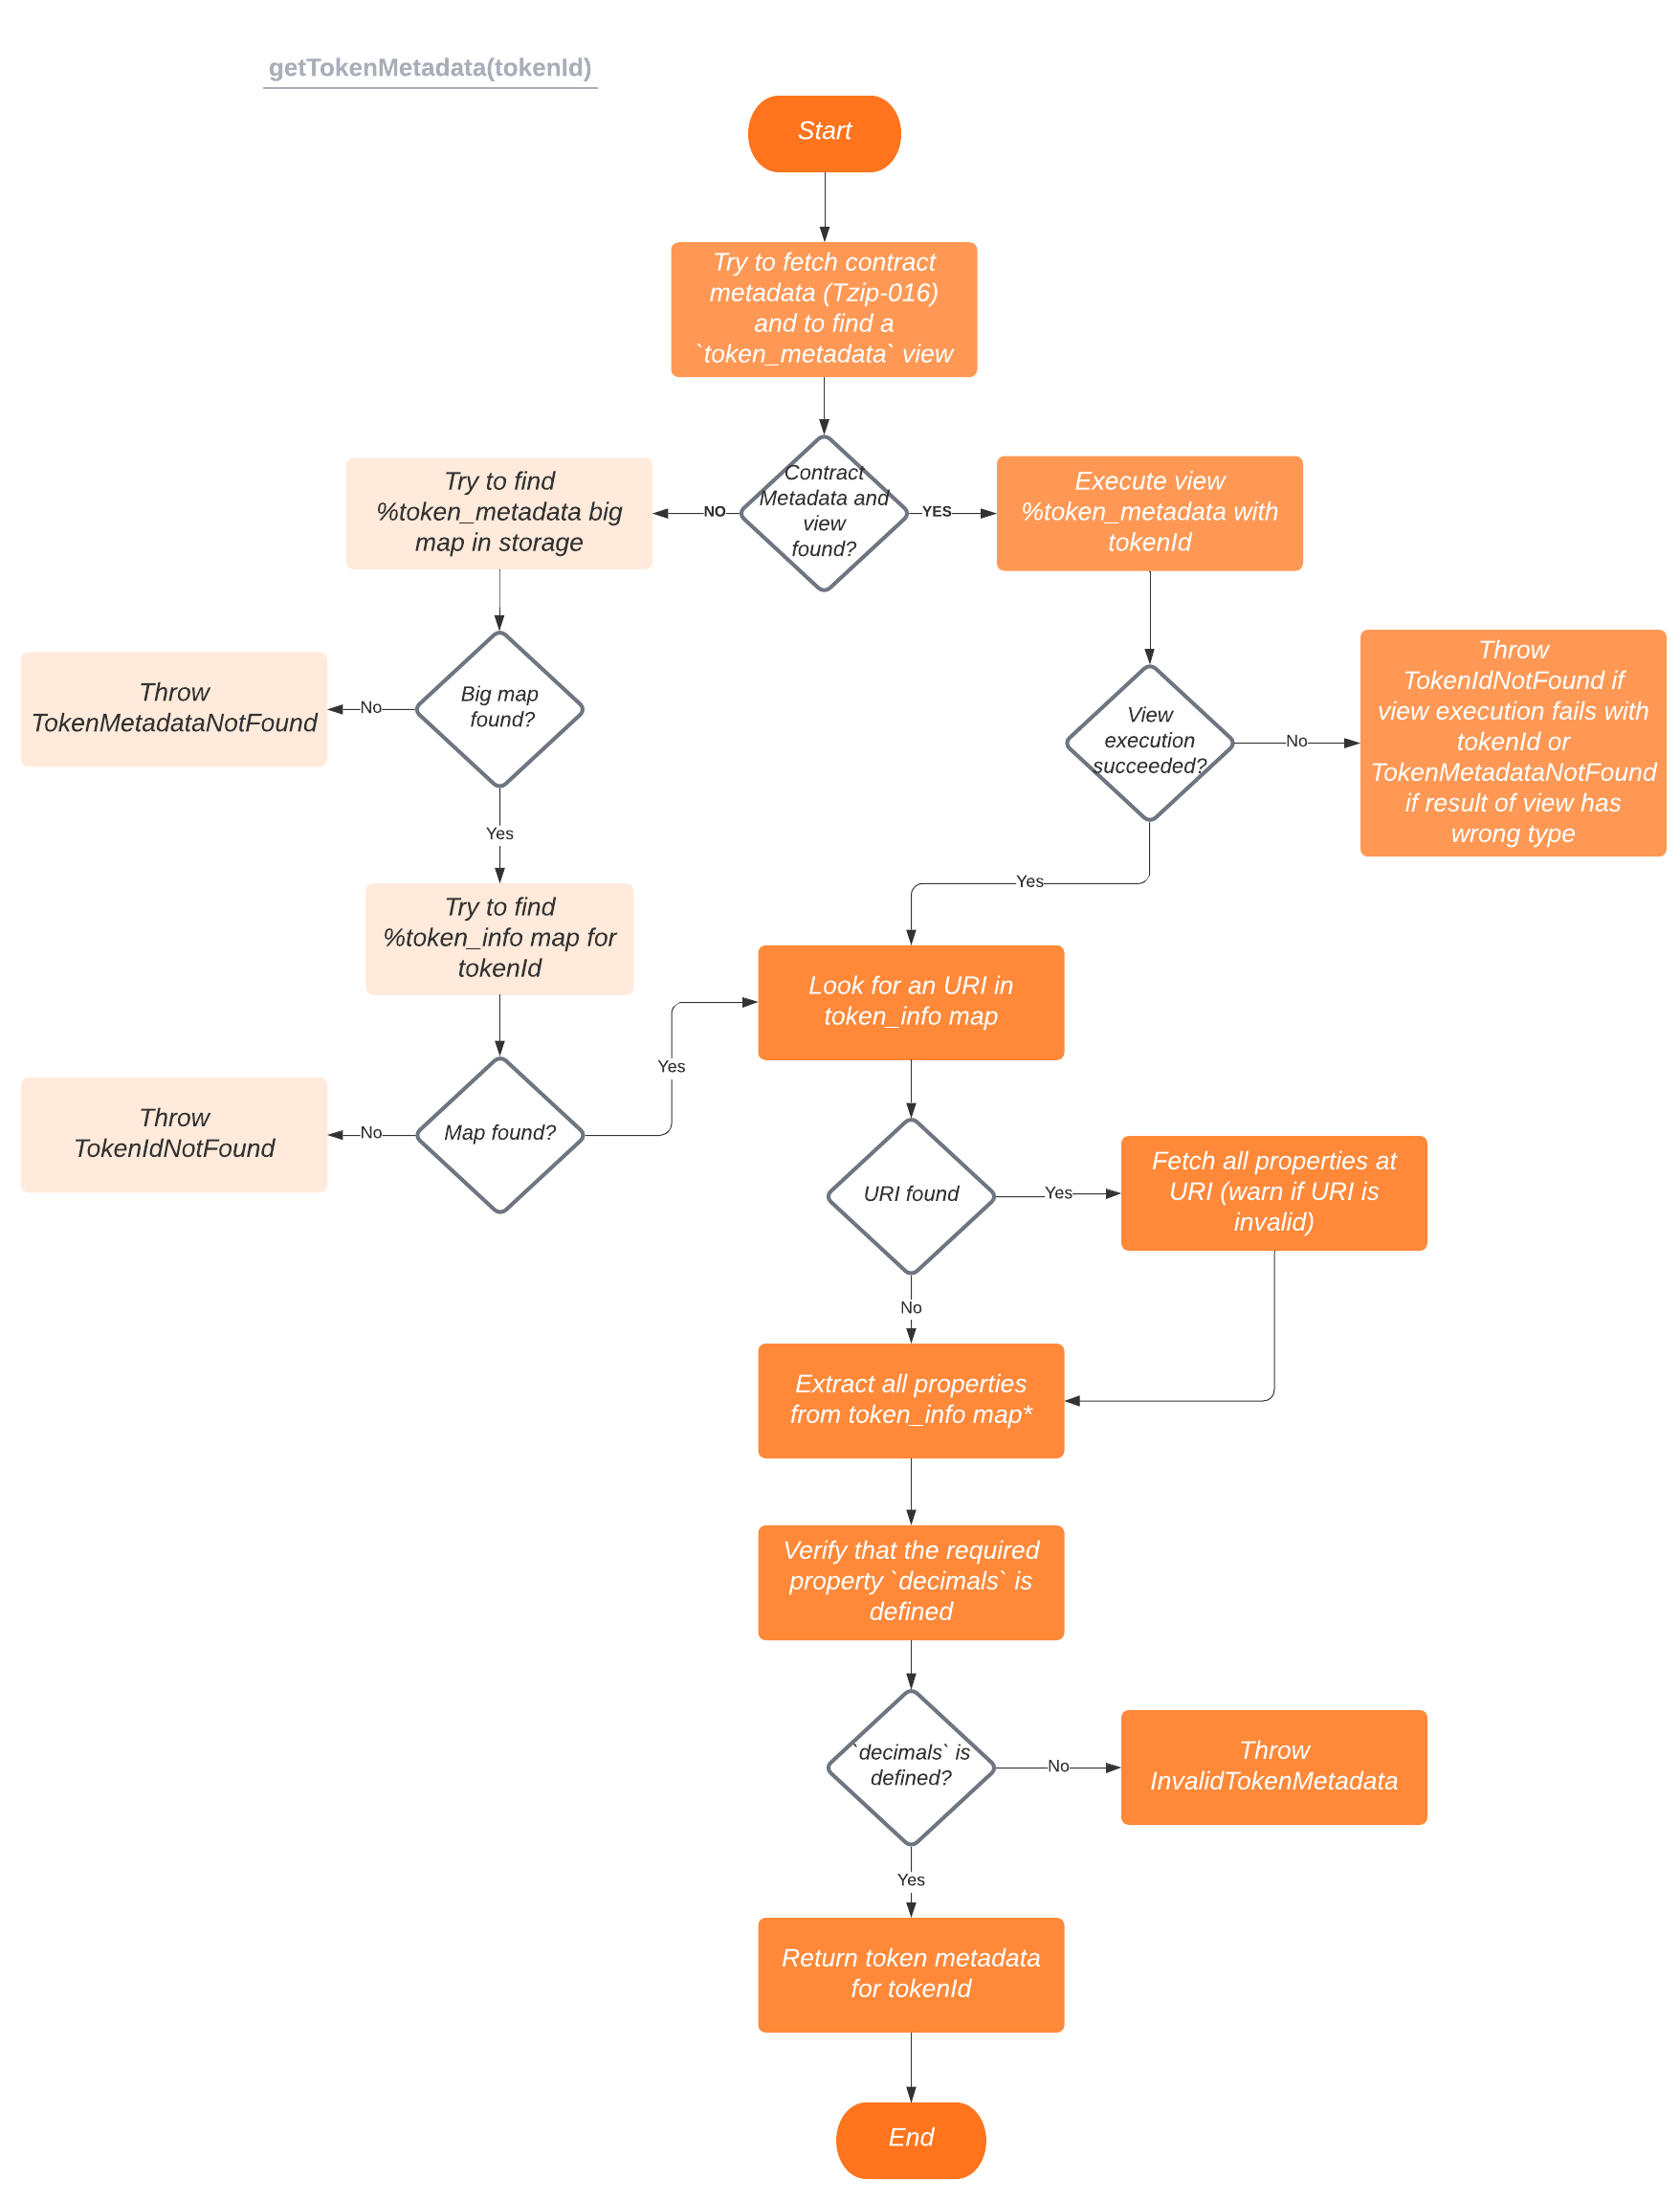 getTokenMetadata(tokenId)
Start
Try to fetch contract
metadata (Tzip-016)
and to find a
`token_metadata` view
Contract
Metadata and
view
found?
NO
YES
Try to find
%token_metadata big
map in storage
Execute view
%token_metadata with
tokenId
Big map
found?
No
Throw
TokenMetadataNotFound
Yes
View
execution
succeeded?
No
Throw
TokenIdNotFound if
view execution fails with
tokenId or
TokenMetadataNotFound
if result of view has
wrong type
Yes
Try to find
%token_info map for
tokenId
Map found?
No
Throw
TokenIdNotFound
Yes
Look for an URI in
token_info map
URI found
Yes
Fetch all properties at
URI (warn if URI is
invalid)
No
Extract all properties
from token_info map*
Verify that the required
property `decimals` is
defined
`decimals` is
defined?
No
Throw
InvalidTokenMetadata
Yes
Return token metadata
for tokenId
End